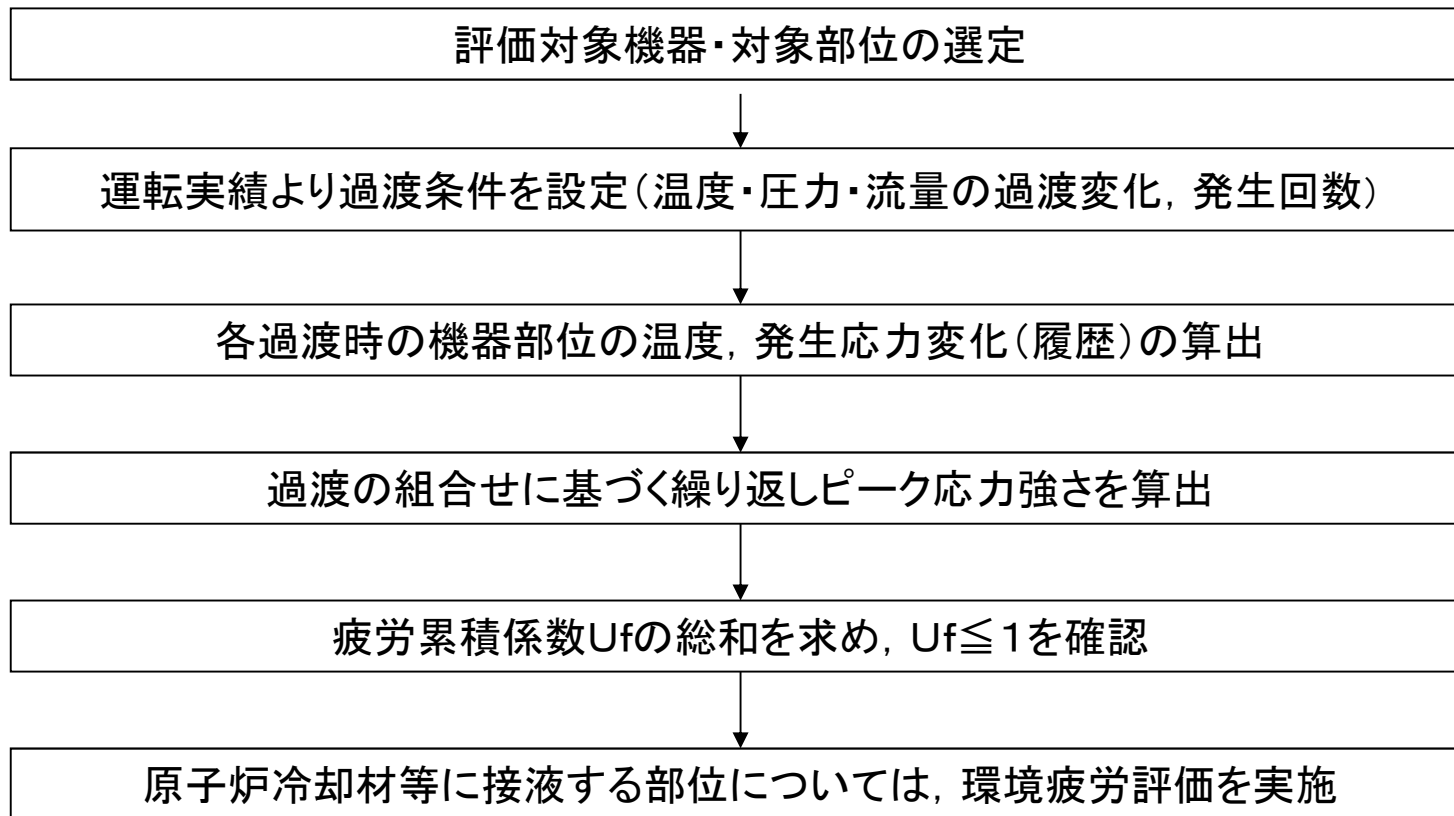 評価対象機器・対象部位の選定
運転実績より過渡条件を設定（温度・圧力・流量の過渡変化，発生回数）
各過渡時の機器部位の温度，発生応力変化（履歴）の算出
過渡の組合せに基づく繰り返しピーク応力強さを算出
疲労累積係数Ufの総和を求め，Uf≦１を確認
原子炉冷却材等に接液する部位については，環境疲労評価を実施